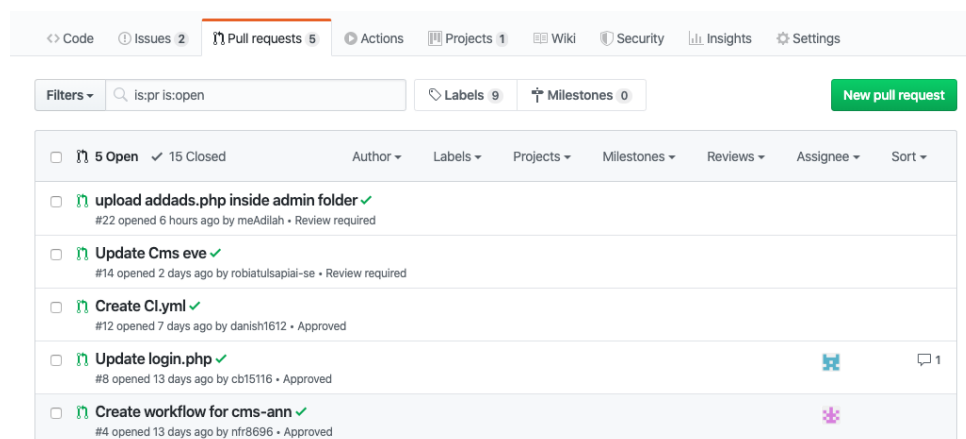 Code Issues 2 Pull requests 5 Actions Projects 1 Wiki Security Insights Settings
Filters is:pr is:open Labels 9 Milestones 0 New pull request
5 Open 15 Closed Author Labels Projects Milestones Reviews Assignee Sort
upload addads.php inside admin folder
#22 opened 6 hours ago by meAdilah • Review required
Update Cms eve
#14 opened 2 days ago by robiatulsapiai-se • Review required
Create CI.yml
#12 opened 7 days ago by danish1612 • Approved
Update login.php
1
#8 opened 13 days ago by cb15116 • Approved
Create workflow for cms-ann
#4 opened 13 days ago by nfr8696 • Approved